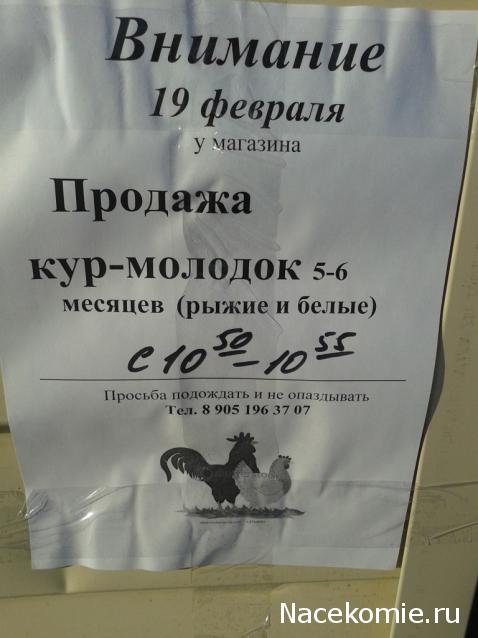 Внимание
19 февраля
у магазина
Продажа
кур-молодок 5-6
месяцев (рыжие и белые)
с 10 50 - 10 55
Просьба подождать и не опаздывать
Тел. 8 905 196 37 07
Nacekomie.ru